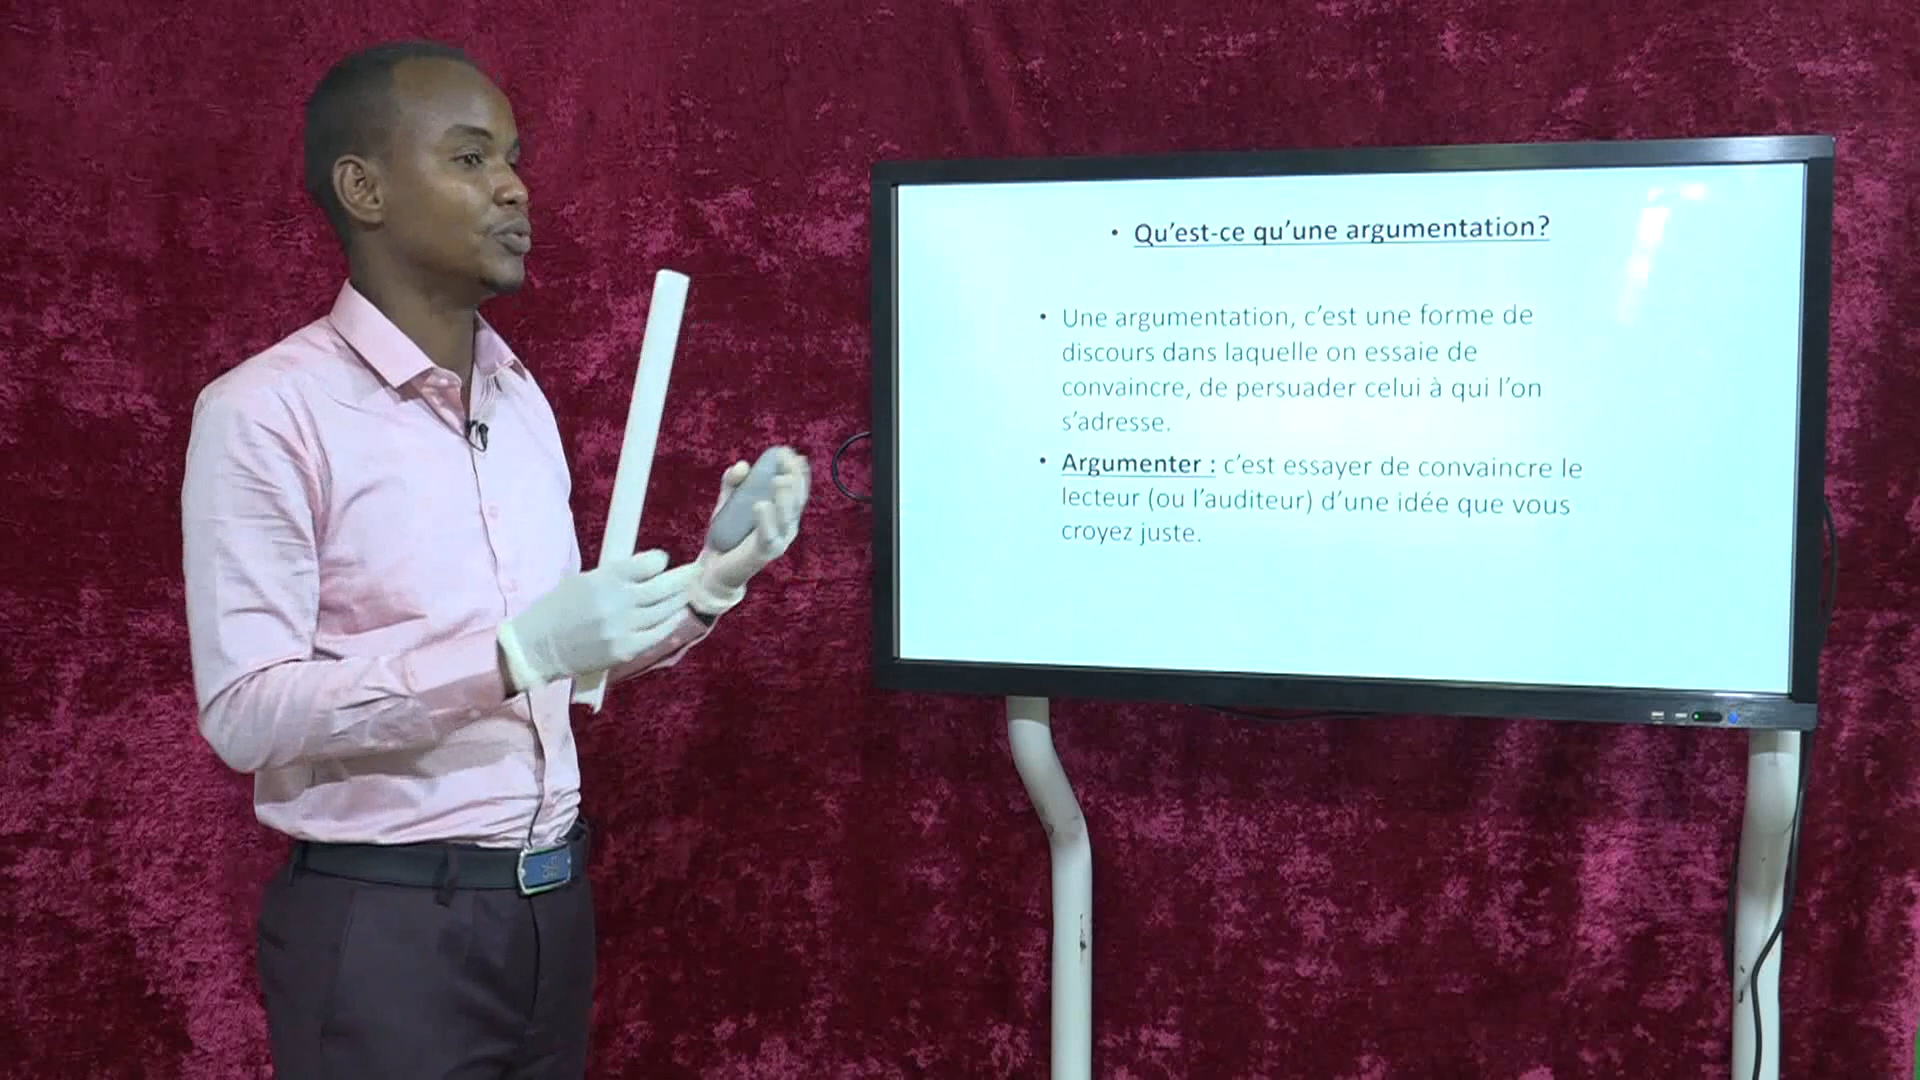 • Qu’est-ce qu’une argumentation?
• Une argumentation, c’est une forme de
discours dans laquelle on essaie de
convaincre, de persuader celui à qui l’on
s’adresse.
• Argumenter : c’est essayer de convaincre le
lecteur (ou l’auditeur) d’une idée que vous
croyez juste.